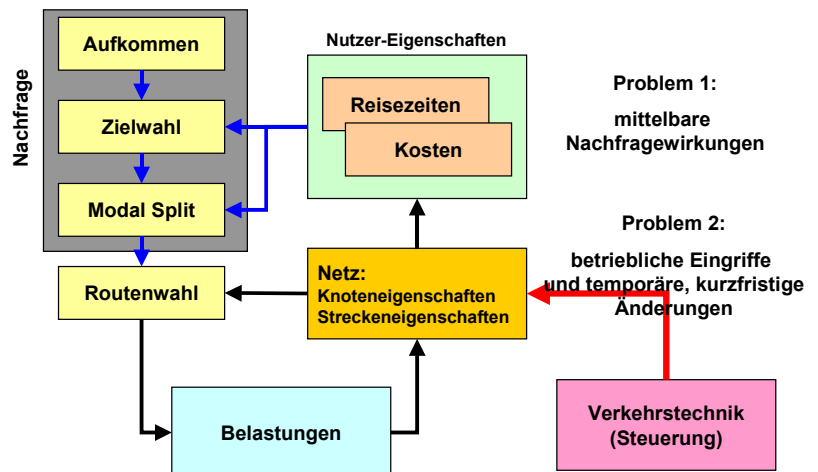 Nachfrage
Aufkommen
Zielwahl
Modal Split
Routenwahl
Nutzer-Eigenschaften
Reisezeiten
Kosten
Netz:
Knoteneigenschaften
Streckeneigenschaften
Belastungen
Problem 1:
mittelbare
Nachfragewirkungen
Problem 2:
betriebliche Eingriffe
und temporäre, kurzfristige
Änderungen
Verkehrstechnik
(Steuerung)